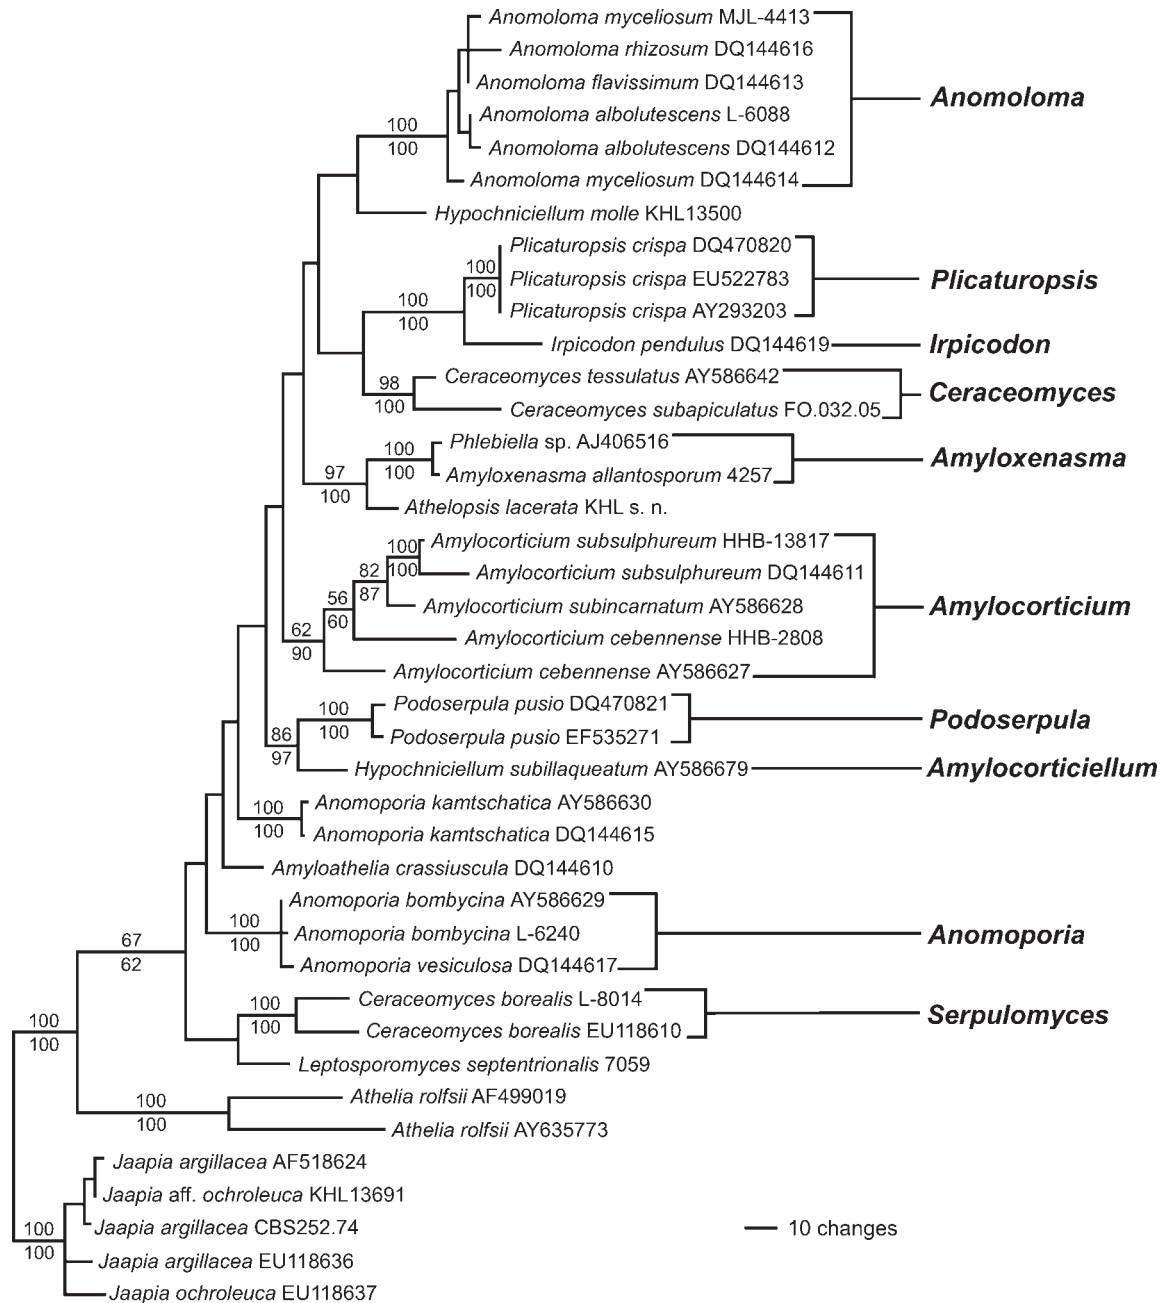 Anomoloma myceliosum MJL-4413
Anomoloma rhizosum DQ144616
Anomoloma flavissimum DQ144613
Anomoloma
Anomoloma albolutescens L-6088
100
Anomoloma albolutescens DQ144612
100
Anomoloma myceliosum DQ144614
Hypochniciellum molle KHL13500
Plicaturopsis crispa DQ470820
100
Plicaturopsis crispa EU522783
Plicaturopsis
100
100
Plicaturopsis crispa AY293203
100
Irpicodon pendulus DQ144619
Irpicodon
Ceraceomyces tessulatus AY586642
98
Ceraceomyces
100
Ceraceomyces subapiculatus FO.032.05
Phlebiella sp. AJ406516
100
Amyloxenasma
100
97
Amyloxenasma allantosporum 4257
100
Athelopsis lacerata KHL s. n.
Amylocorticium subsulphureum HHB-13817
100
100
82
Amylocorticium subsulphureum DQ144611
87
56
Amylocorticium subincarnatum AY586628
Amylocorticium
60
62
Amylocorticium cebennense HHB-2808
90
Amylocorticium cebennense AY586627
Podoserpula pusio DQ470821
100
Podoserpula
100
86
Podoserpula pusio EF535271
97
Hypochniciellum subillaqueatum AY586679
Amylocorticiellum
Anomoporia kamtschatica AY586630
100
100
Anomoporia kamtschatica DQ144615
Amyloathelia crassiuscula DQ144610
Anomoporia bombycina AY586629
100
Anomoporia bombycina L-6240
Anomoporia
100
67
62
Anomoporia vesiculosa DQ144617
Ceraceomyces borealis L-8014
100
Serpulomyces
100
100
Ceraceomyces borealis EU118610
100
Leptosporomyces septentrionalis 7059
Athelia rolfsii AF499019
100
100
Athelia rolfsii AY635773
Jaapia argillacea AF518624
Jaapia aff. ochroleuca KHL13691
100
Jaapia argillacea CBS252.74
10 changes
100
Jaapia argillacea EU118636
Jaapia ochroleuca EU118637